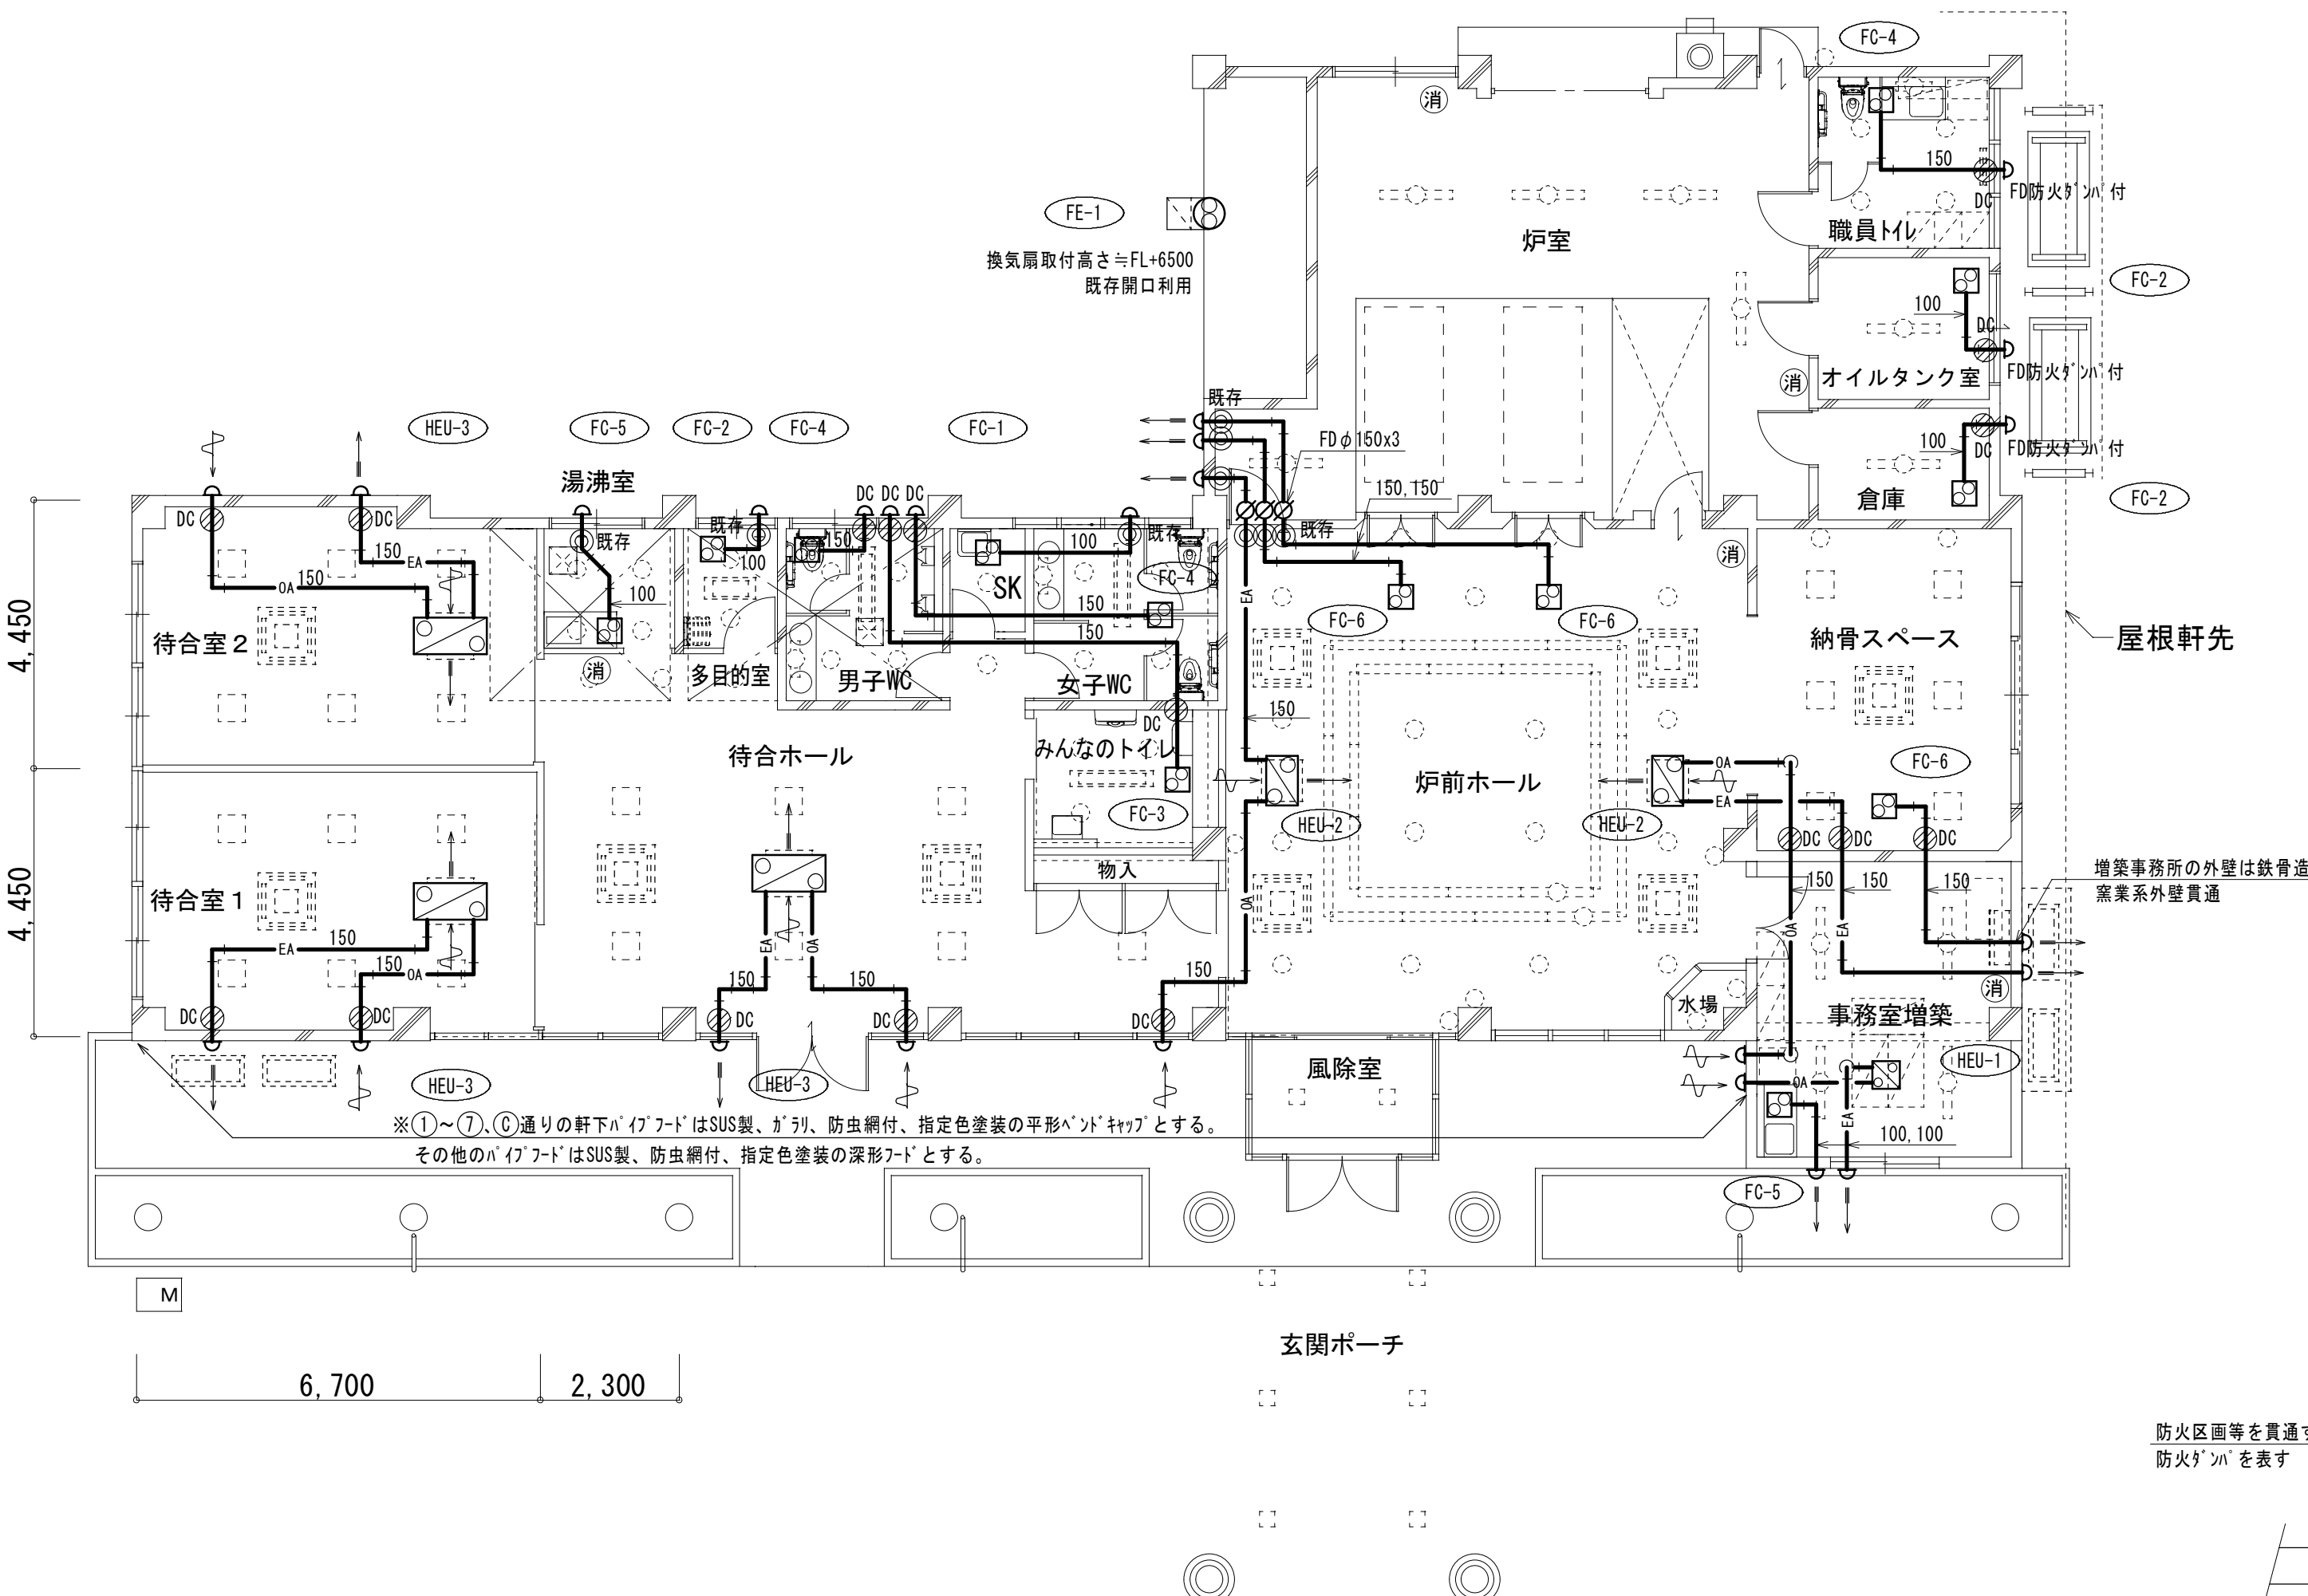 FC-4
消
150
FD防火ﾀﾞﾝﾊﾟ付
DC
FE-1
換気扇取付高さ≒FL+6500
既存開口利用
炉室
職員ﾄｲﾚ
FC-2
100
DC
消
オイルタンク室
FD防火ﾀﾞﾝﾊﾟ付
既存
HEU-3
FC-5
FC-2
FC-4
FC-1
FDφ150x3
100
DC
FD防火ﾀﾞﾝﾊﾟ付
湯沸室
150,150
倉庫
FC-2
DC
DC
DC DC DC
既存
既存
既存
既存
消
150
EA
150
100
100
OA
150
SK
FC-4
EA
100
150
FC-6
FC-6
4,450
待合室2
150
納骨スペース
屋根軒先
消
多目的室
男子WC
女子WC
150
DC
待合ホール
みんなのトイレ
炉前ホール
OA
FC-6
EA
FC-3
HEU-2
HEU-2
DC
DC
DC
物入
増築事務所の外壁は鉄骨造
150
150
150
窯業系外壁貫通
4,450
待合室1
OA
OA
EA
150
EA
EA
OA
150
OA
150
150
150
消
水場
事務室増築
DC
DC
DC
DC
DC
HEU-3
HEU-3
風除室
HEU-1
OA
※①～⑦、Ⓒ通りの軒下ﾊﾟｲﾌﾟﾌｰﾄﾞはSUS製、ｶﾞﾗﾘ、防虫網付、指定色塗装の平形ﾍﾞﾝﾄﾞｷｬｯﾌﾟとする。
EA
100,100
その他のﾊﾟｲﾌﾟﾌｰﾄﾞはSUS製、防虫網付、指定色塗装の深形ﾌｰﾄﾞとする。
FC-5
M
玄関ポーチ
6,700
2,300
防火区画等を貫通す
防火ﾀﾞﾝﾊﾟを表す